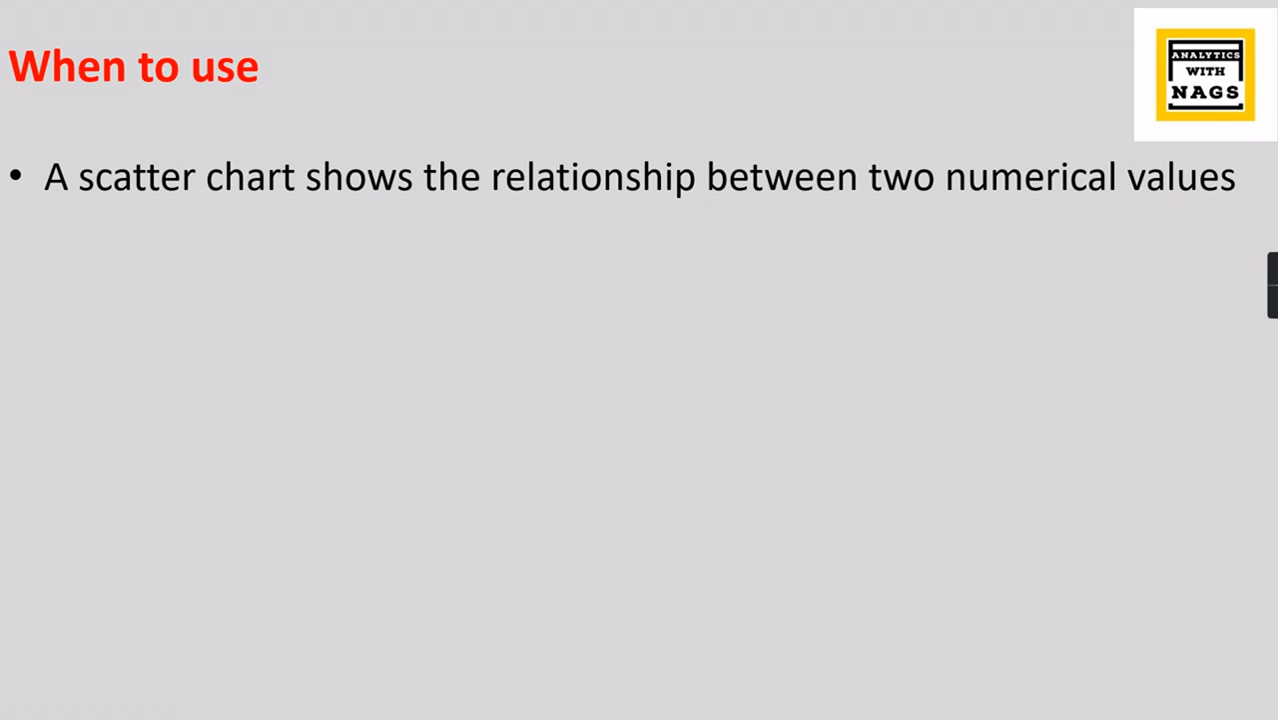 When to use
ANALYTICS
WITH
NAGS
• A scatter chart shows the relationship between two numerical values